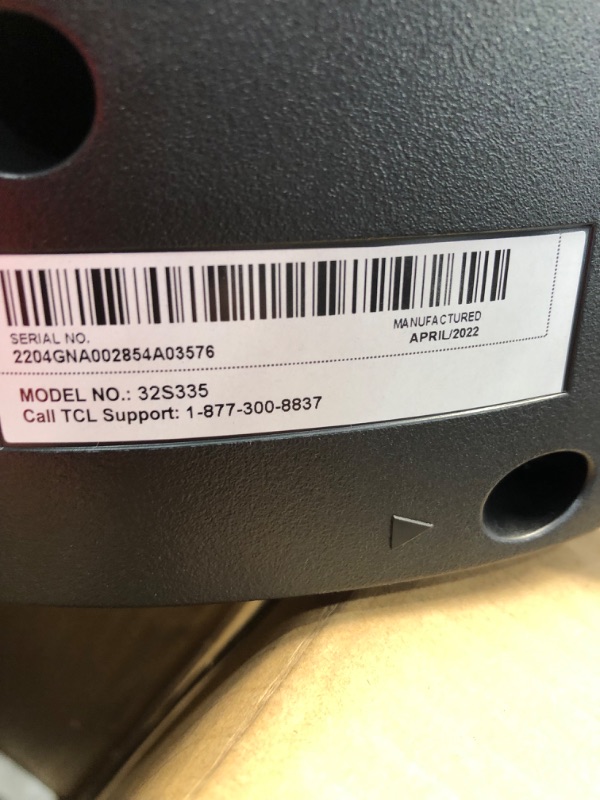 SERIAL NO.
2204GNA002854A03576
MANUFACTURED
APRIL/2022
MODEL NO.: 32S335
Call TCL Support: 1-877-300-8837